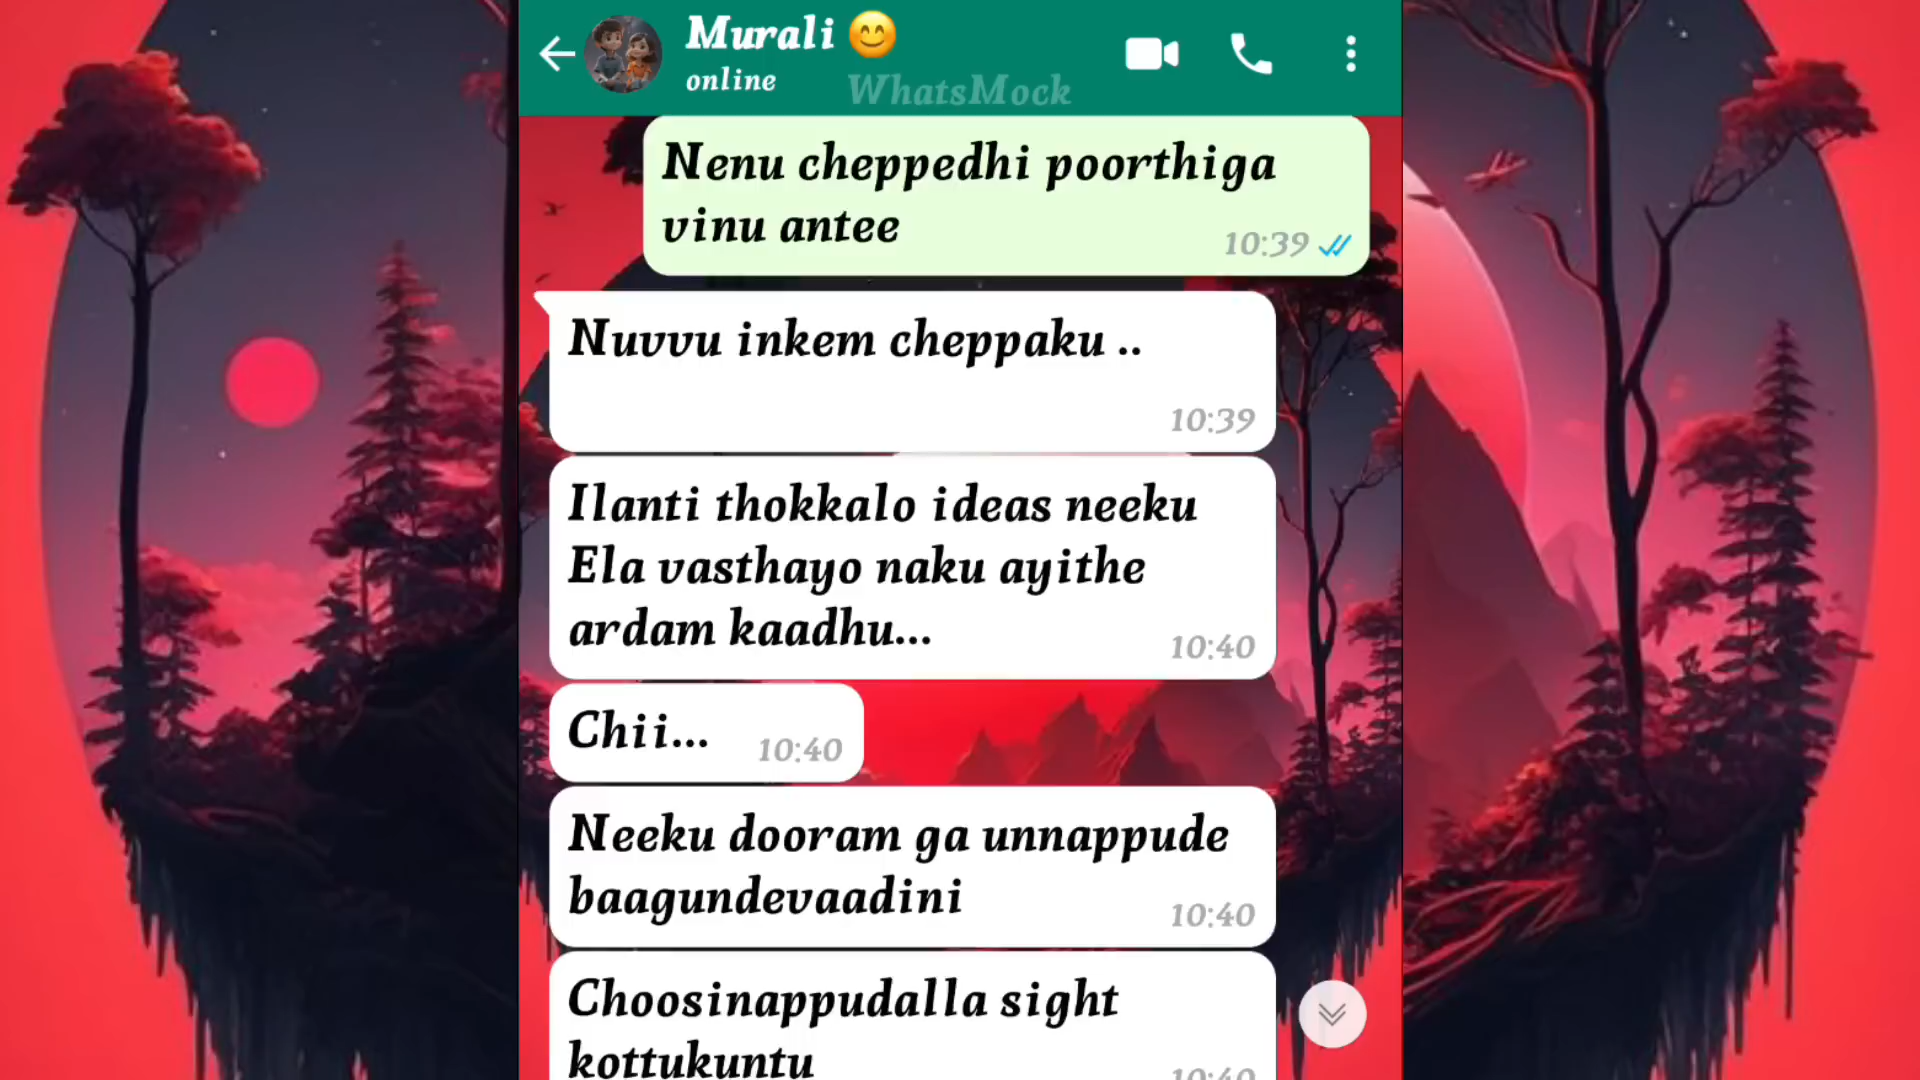 Murali 😊
online
WhatsMock
Nenu cheppedhi poorthiga
vinu antee
10:39
Nuvvu inkem cheppaku ..
10:39
Ilanti thokkalo ideas neeku
Ela vasthayo naku ayithe
ardam kaadhu...
10:40
Chii...
10:40
Neeku dooram ga unnappude
baagundevaadini
10:40
Choosinappudalla sight
kottukuntu
10:40